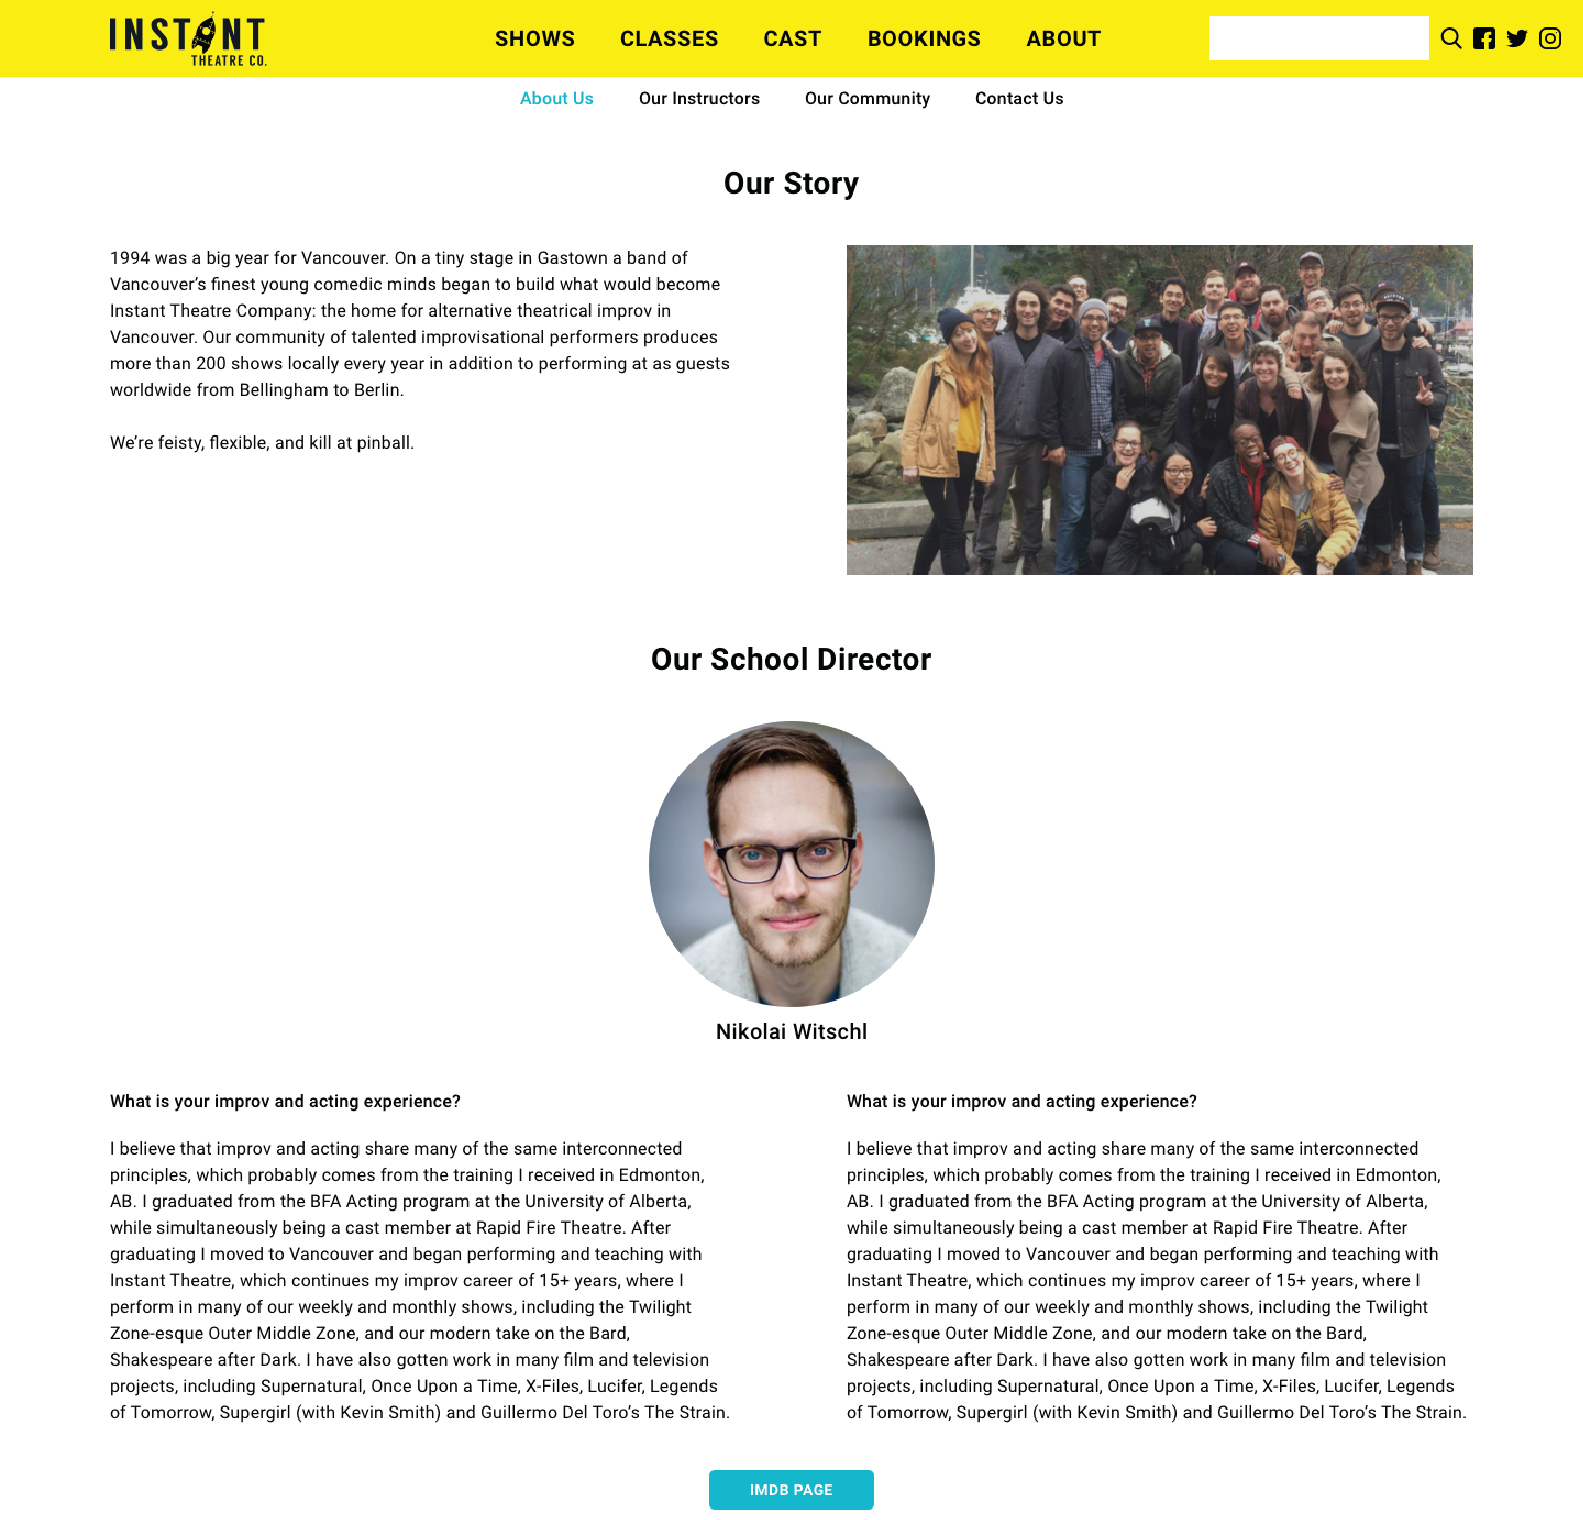 INSTANT
THEATRE CO.
SHOWS CLASSES CAST BOOKINGS ABOUT
About Us Our Instructors Our Community Contact Us
Our Story
1994 was a big year for Vancouver. On a tiny stage in Gastown a band of
Vancouver’s finest young comedic minds began to build what would become
Instant Theatre Company: the home for alternative theatrical improv in
Vancouver. Our community of talented improvisational performers produces
more than 200 shows locally every year in addition to performing at as guests
worldwide from Bellingham to Berlin.
We’re feisty, flexible, and kill at pinball.
Our School Director
Nikolai Witschl
What is your improv and acting experience?
I believe that improv and acting share many of the same interconnected
principles, which probably comes from the training I received in Edmonton,
AB. I graduated from the BFA Acting program at the University of Alberta,
while simultaneously being a cast member at Rapid Fire Theatre. After
graduating I moved to Vancouver and began performing and teaching with
Instant Theatre, which continues my improv career of 15+ years, where I
perform in many of our weekly and monthly shows, including the Twilight
Zone-esque Outer Middle Zone, and our modern take on the Bard,
Shakespeare after Dark. I have also gotten work in many film and television
projects, including Supernatural, Once Upon a Time, X-Files, Lucifer, Legends
of Tomorrow, Supergirl (with Kevin Smith) and Guillermo Del Toro’s The Strain.
What is your improv and acting experience?
I believe that improv and acting share many of the same interconnected
principles, which probably comes from the training I received in Edmonton,
AB. I graduated from the BFA Acting program at the University of Alberta,
while simultaneously being a cast member at Rapid Fire Theatre. After
graduating I moved to Vancouver and began performing and teaching with
Instant Theatre, which continues my improv career of 15+ years, where I
perform in many of our weekly and monthly shows, including the Twilight
Zone-esque Outer Middle Zone, and our modern take on the Bard,
Shakespeare after Dark. I have also gotten work in many film and television
projects, including Supernatural, Once Upon a Time, X-Files, Lucifer, Legends
of Tomorrow, Supergirl (with Kevin Smith) and Guillermo Del Toro’s The Strain.
IMDB PAGE